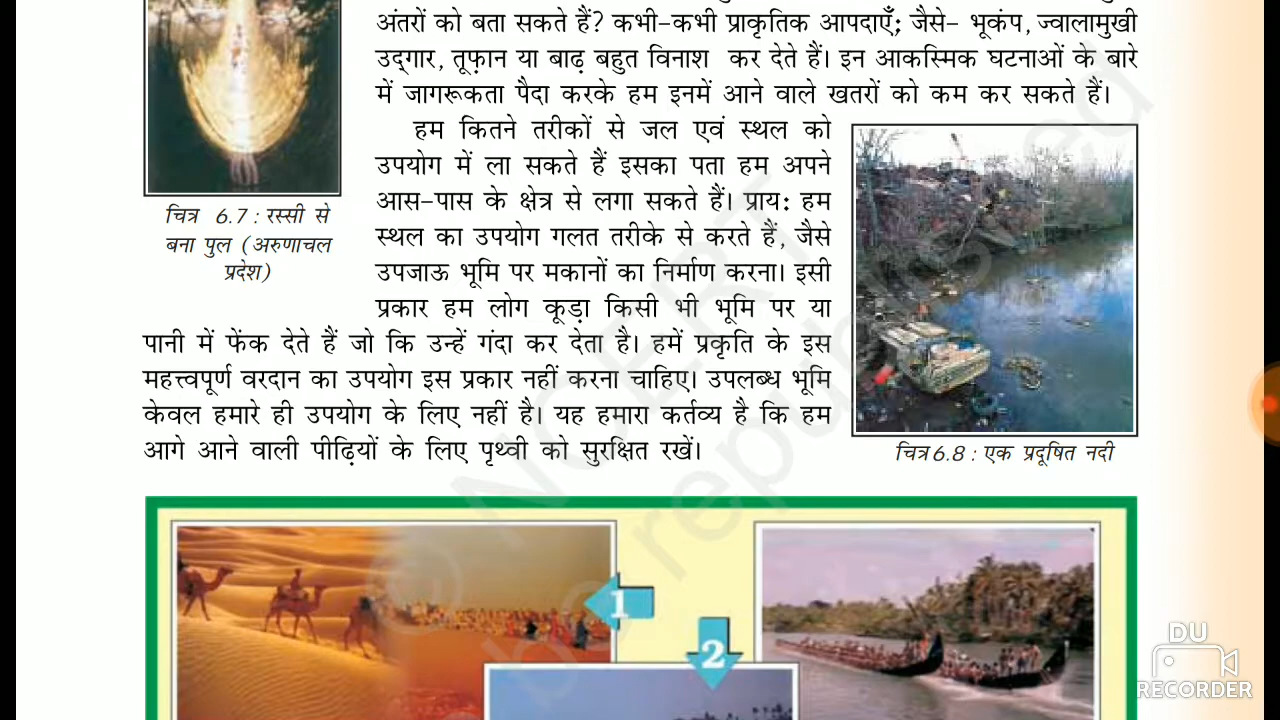 अंतरों को बता सकते हैं? कभी-कभी प्राकृतिक आपदाएँ; जैसे- भूकंप, ज्वालामुखी
उद्‌गार, तूफ़ान या बाढ़ बहुत विनाश कर देते हैं। इन आकस्मिक घटनाओं के बारे
में जागरूकता पैदा करके हम इनमें आने वाले खतरों को कम कर सकते हैं।
हम कितने तरीकों से जल एवं स्थल को
उपयोग में ला सकते हैं इसका पता हम अपने
आस-पास के क्षेत्र से लगा सकते हैं। प्राय: हम
स्थल का उपयोग गलत तरीके से करते हैं, जैसे
उपजाऊ भूमि पर मकानों का निर्माण करना। इसी
प्रकार हम लोग कूड़ा किसी भी भूमि पर या
पानी में फेंक देते हैं जो कि उन्हें गंदा कर देता है। हमें प्रकृति के इस
महत्त्वपूर्ण वरदान का उपयोग इस प्रकार नहीं करना चाहिए। उपलब्ध भूमि
केवल हमारे ही उपयोग के लिए नहीं है। यह हमारा कर्तव्य है कि हम
आगे आने वाली पीढ़ियों के लिए पृथ्वी को सुरक्षित रखें।
चित्र 6.7 : रस्सी से
बना पुल (अरुणाचल
प्रदेश)
चित्र 6.8 : एक प्रदूषित नदी
1
2
© NCERT
republished
DU
RECORDER